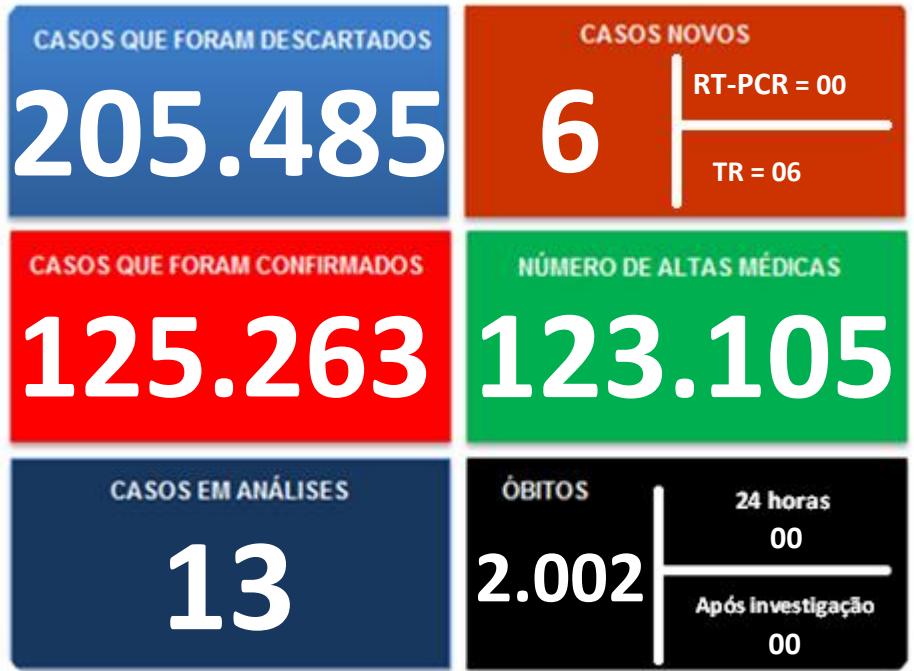 CASOS QUE FORAM DESCARTADOS
205.485
CASOS NOVOS
6
RT-PCR = 00
TR = 06
CASOS QUE FORAM CONFIRMADOS
125.263
NÚMERO DE ALTAS MÉDICAS
123.105
CASOS EM ANÁLISES
13
ÓBITOS
2.002
24 horas
00
Após investigação
00